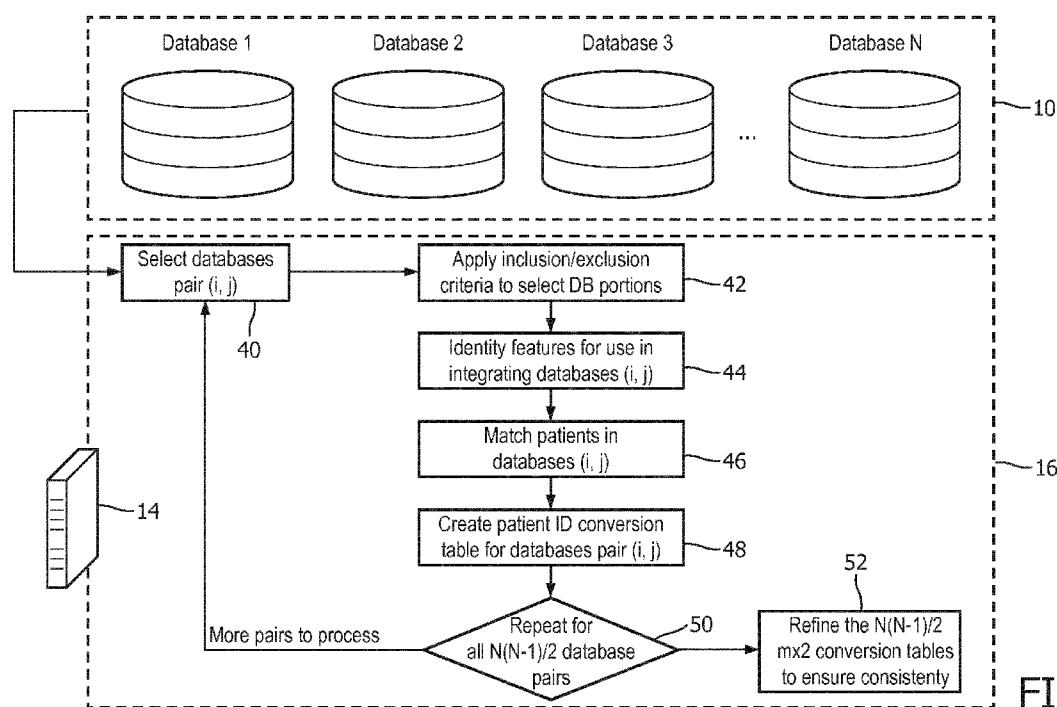 Database 1
Database 2
Database 3
Database N
...
10
Select databases
pair (i, j)
40
Apply inclusion/exclusion
criteria to select DB portions
42
Identity features for use in
integrating databases (i, j)
44
Match patients in
databases (i, j)
46
16
14
Create patient ID conversion
table for databases pair (i, j)
48
More pairs to process
Repeat for
all N(N-1)/2 database
pairs
50
52
Refine the N(N-1)/2
mx2 conversion tables
to ensure consistenty
FI